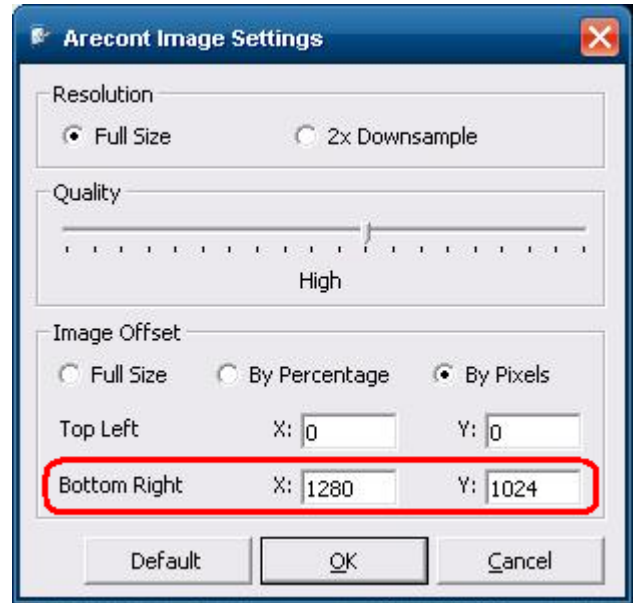 Arecont Image Settings
Resolution
Full Size 2x Downsample
Quality
High
Image Offset
Full Size By Percentage By Pixels
Top Left X: 0 Y: 0
Bottom Right X: 1280 Y: 1024
Default OK Cancel